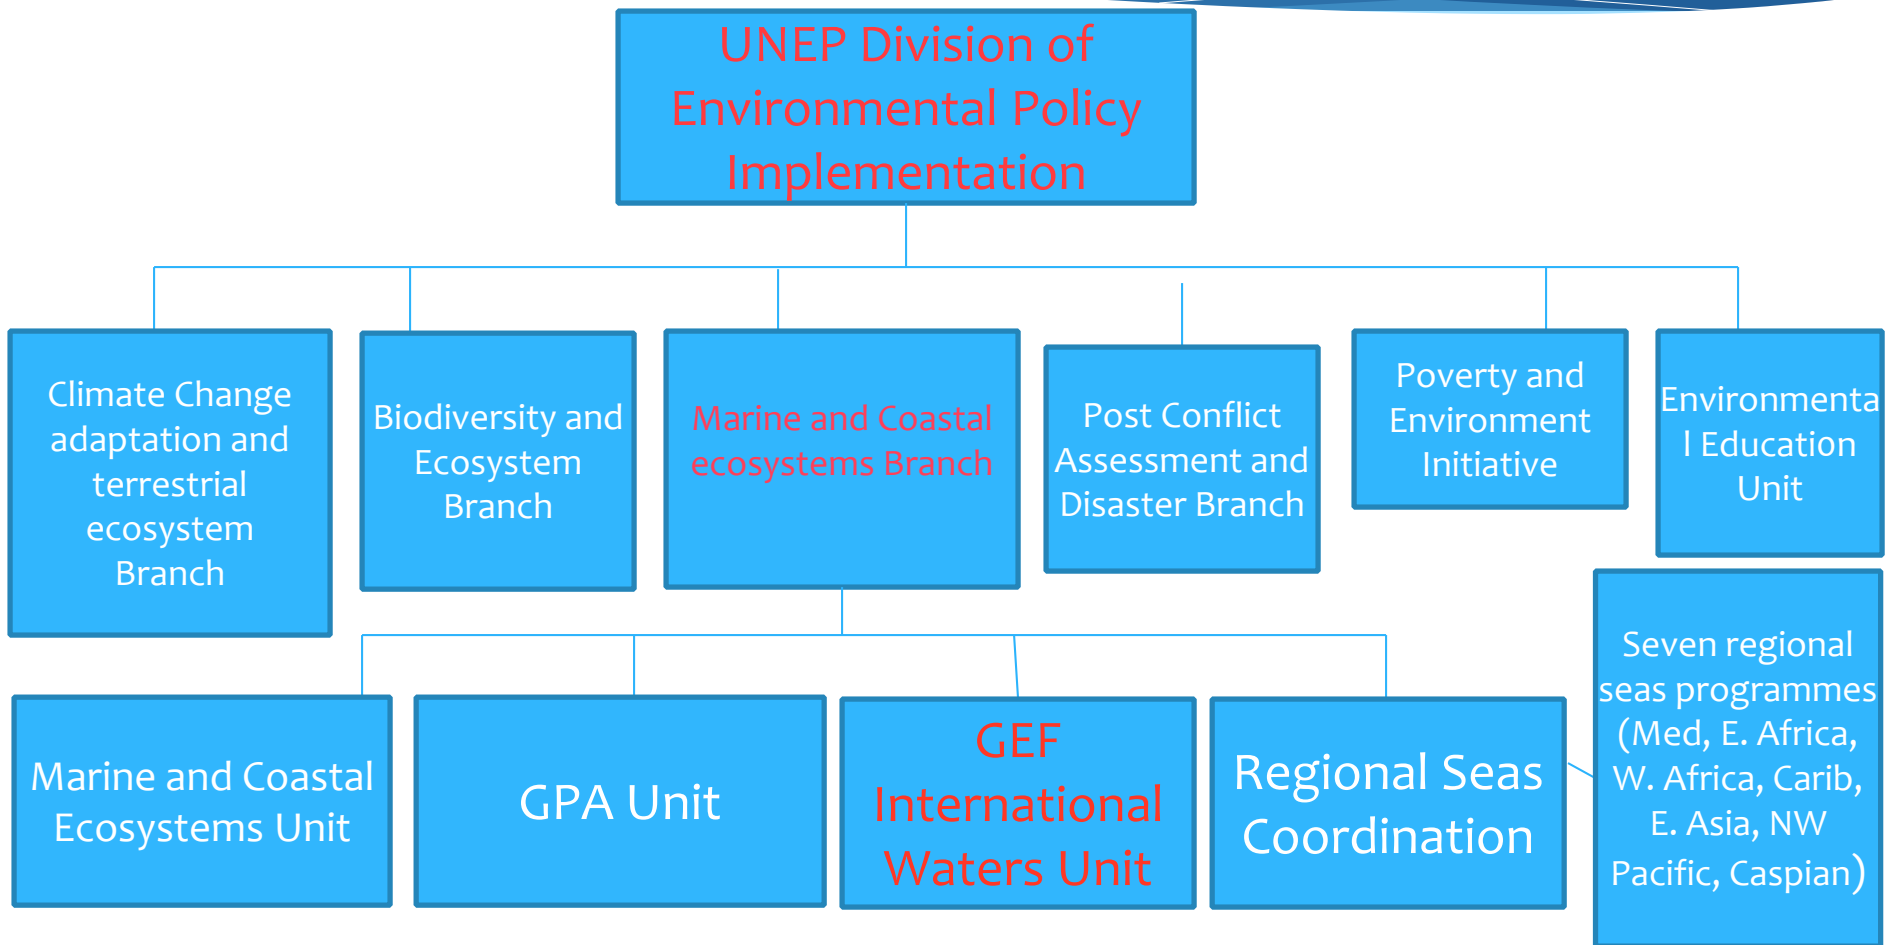 UNEP Division of
Environmental Policy
Implementation
Climate Change
adaptation and
terrestrial
ecosystem
Branch
Biodiversity and
Ecosystem
Branch
Marine and Coastal
ecosystems Branch
Post Conflict
Assessment and
Disaster Branch
Poverty and
Environment
Initiative
Environmenta
l Education
Unit
Marine and Coastal
Ecosystems Unit
GPA Unit
GEF
International
Waters Unit
Regional Seas
Coordination
Seven regional
seas programmes
(Med, E. Africa,
W. Africa, Carib,
E. Asia, NW
Pacific, Caspian)